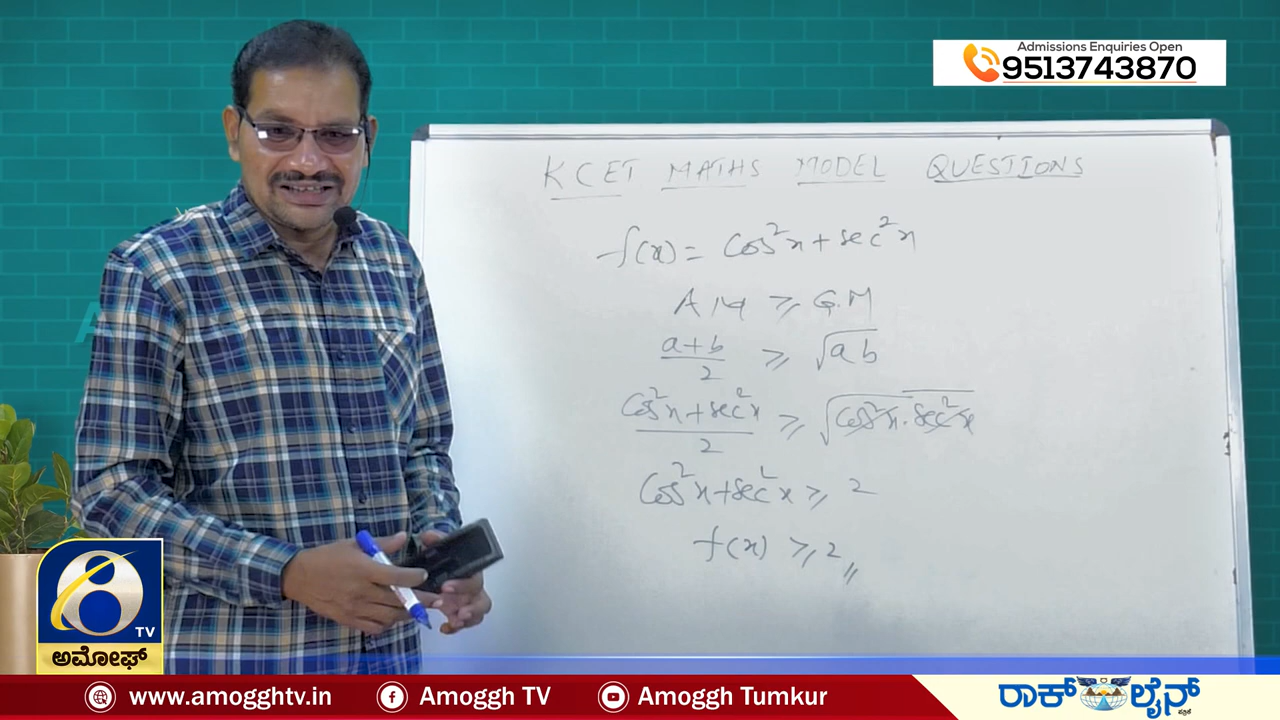 Admissions Enquiries Open
9513743870
KCET MATHS MODEL QUESTIONS
f(x) = Cos²x + sec²x
A M ⩾ G.M
a+b/2 ⩾ √ab
Cos²x + sec²x/2 ⩾ √Cos²x · sec²x
Cos²x + sec²x ⩾ 2
f(x) ⩾ 2
8 TV
ಅಮೋಘ್
www.amogghtv.in
Amoggh TV
Amoggh Tumkur
ರಾಕ್ ಲೈನ್